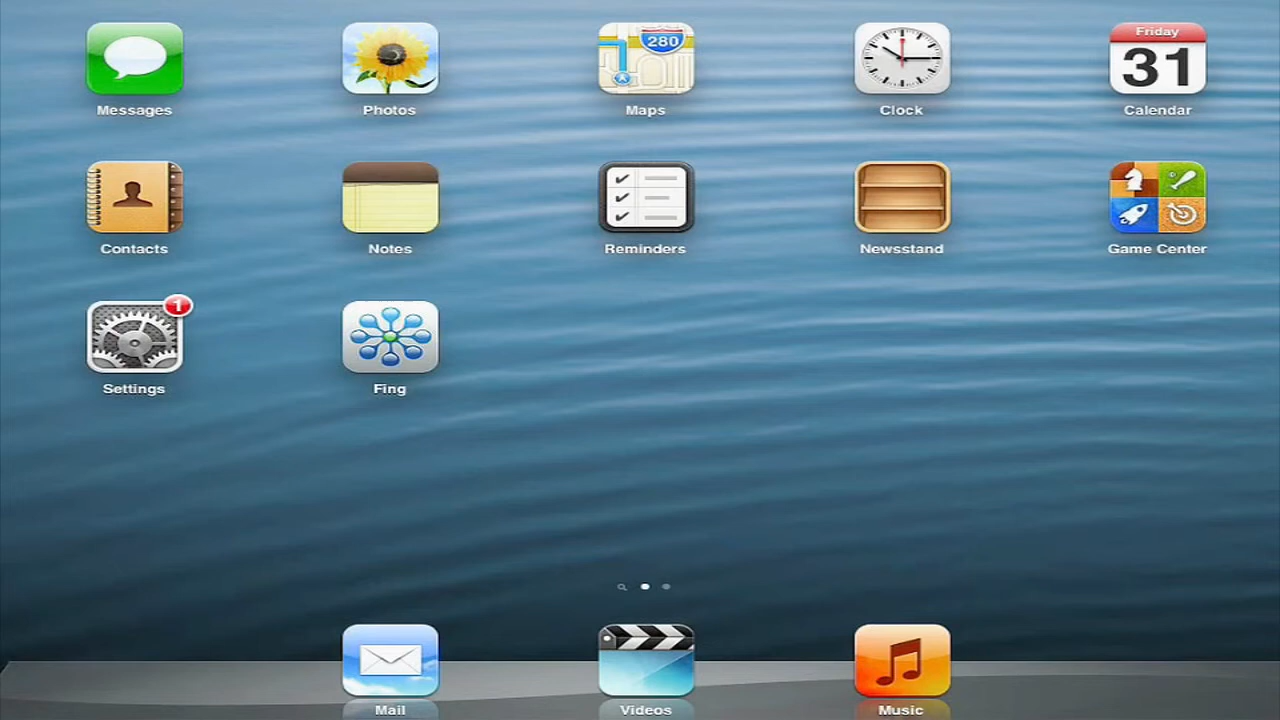 280
Friday
31
Messages
Photos
Maps
Clock
Calendar
Contacts
Notes
Reminders
Newsstand
Game Center
1
Settings
Fing
Mail
Videos
Music